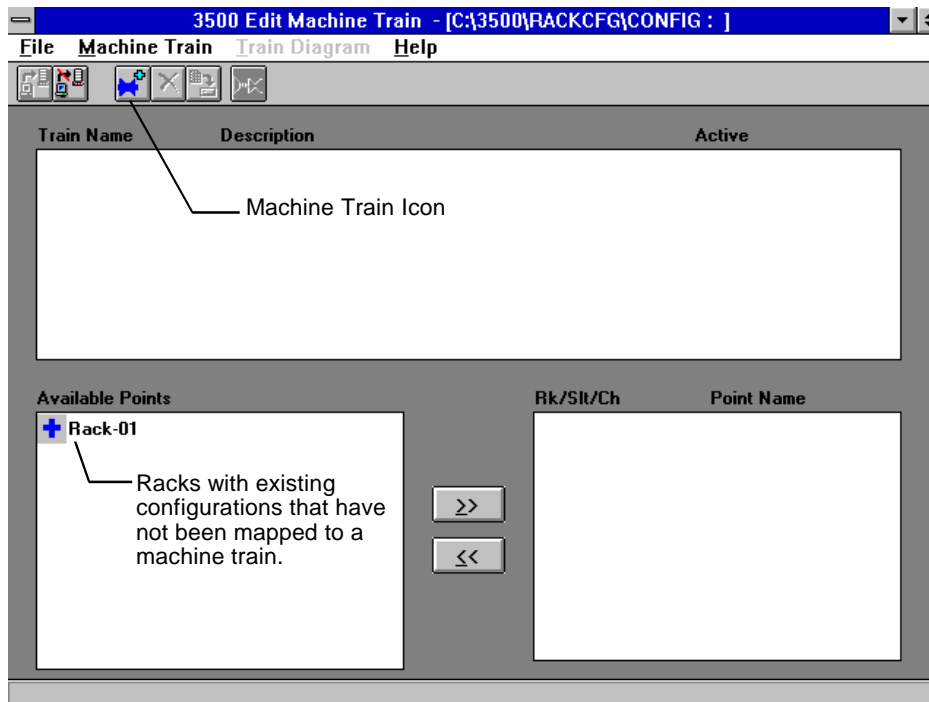 3500 Edit Machine Train - [C:\3500\RACKCFG\CONFIG : ]
File Machine Train Train Diagram Help
Train Name Description Active
Machine Train Icon
Available Points Rk/Slt/Ch Point Name
Rack-01
Racks with existing
configurations that have
not been mapped to a
machine train.
>>
<<